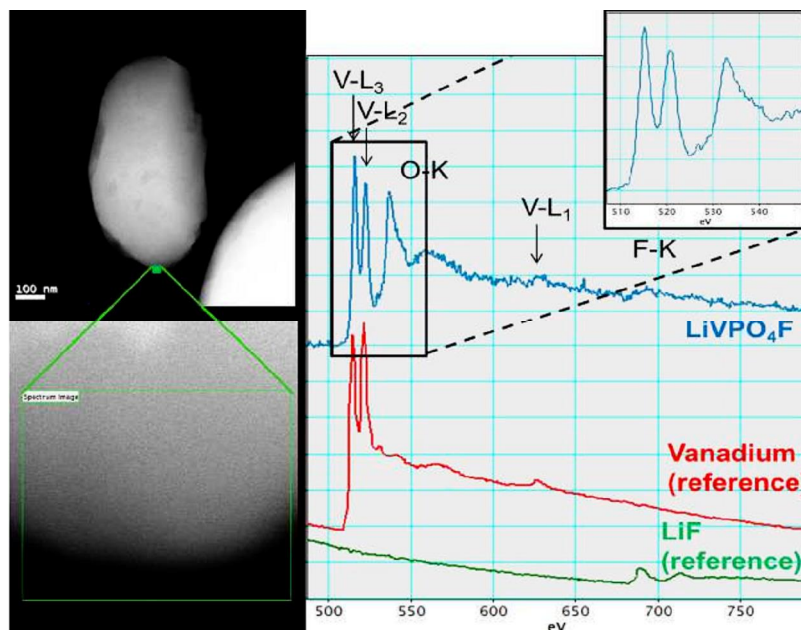 V-L₃
V-L₂
O-K
V-L₁
F-K
LiVPO₄F
Vanadium
(reference)
LiF
(reference)
100 nm
Spectrum Image
500 550 600 650 700 750
eV
507 510 520 530 540
eV